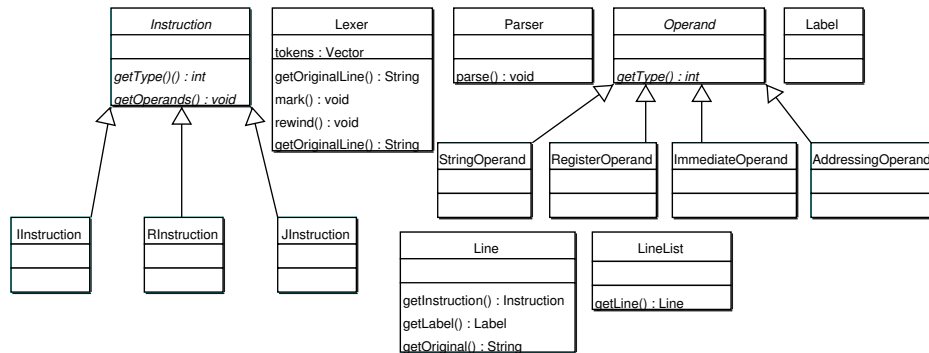 Instruction
getType()() : int
getOperands() : void
Lexer
tokens : Vector
getOriginalLine() : String
mark() : void
rewind() : void
getOriginalLine() : String
Parser
parse() : void
Operand
getType() : int
Label
StringOperand
RegisterOperand
ImmediateOperand
AddressingOperand
IInstruction
RInstruction
JInstruction
Line
getInstruction() : Instruction
getLabel() : Label
getOriginal() : String
LineList
getLine() : Line